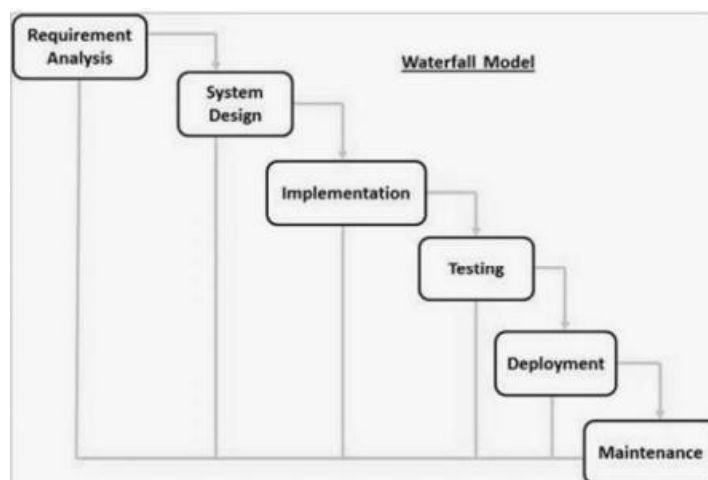 Requirement
Analysis
Waterfall Model
System
Design
Implementation
Testing
Deployment
Maintenance